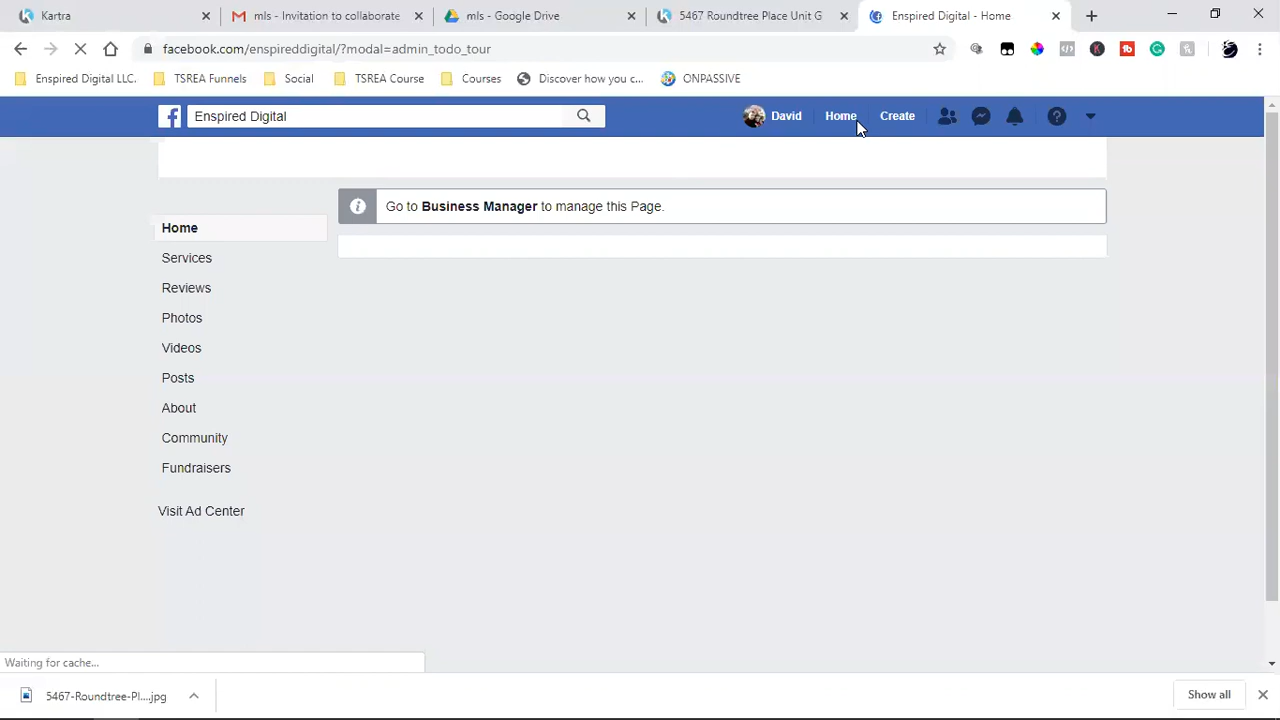 Kartra
mls - Invitation to collaborate
mls - Google Drive
5467 Roundtree Place Unit G
Enspired Digital - Home
facebook.com/enspireddigital/?modal=admin_todo_tour
Enspired Digital LLC.
TSREA Funnels
Social
TSREA Course
Courses
Discover how you c...
ONPASSIVE
Enspired Digital
David
Home
Create
Go to Business Manager to manage this Page.
Home
Services
Reviews
Photos
Videos
Posts
About
Community
Fundraisers
Visit Ad Center
Waiting for cache...
5467-Roundtree-Pl....jpg
Show all